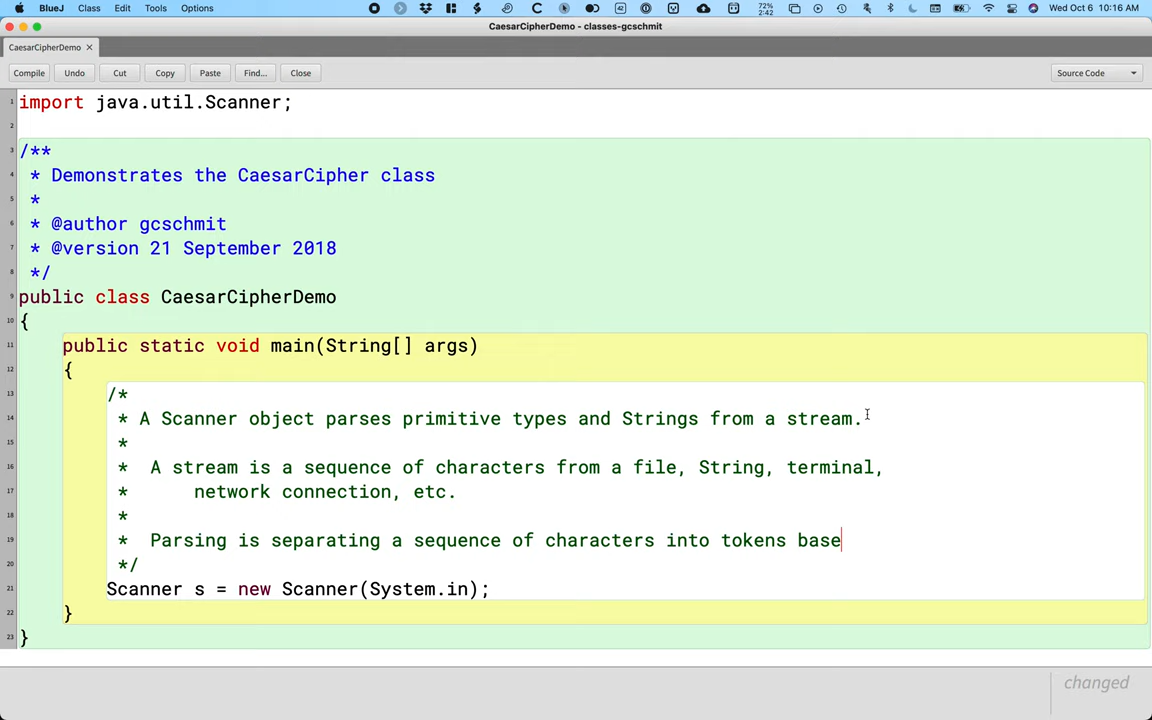 BlueJ Class Edit Tools Options 72% 2:42 Wed Oct 6 10:16 AM
CaesarCipherDemo - classes-gcschmit
CaesarCipherDemo
Compile Undo Cut Copy Paste Find... Close Source Code
1 import java.util.Scanner;
2
3 /**
4 * Demonstrates the CaesarCipher class
5 *
6 * @author gcschmit
7 * @version 21 September 2018
8 */
9 public class CaesarCipherDemo
10 {
11 public static void main(String[] args)
12 {
13 /*
14 * A Scanner object parses primitive types and Strings from a stream.
15 *
16 * A stream is a sequence of characters from a file, String, terminal,
17 * network connection, etc.
18 *
19 * Parsing is separating a sequence of characters into tokens base
20 */
21 Scanner s = new Scanner(System.in);
22 }
23 }
changed